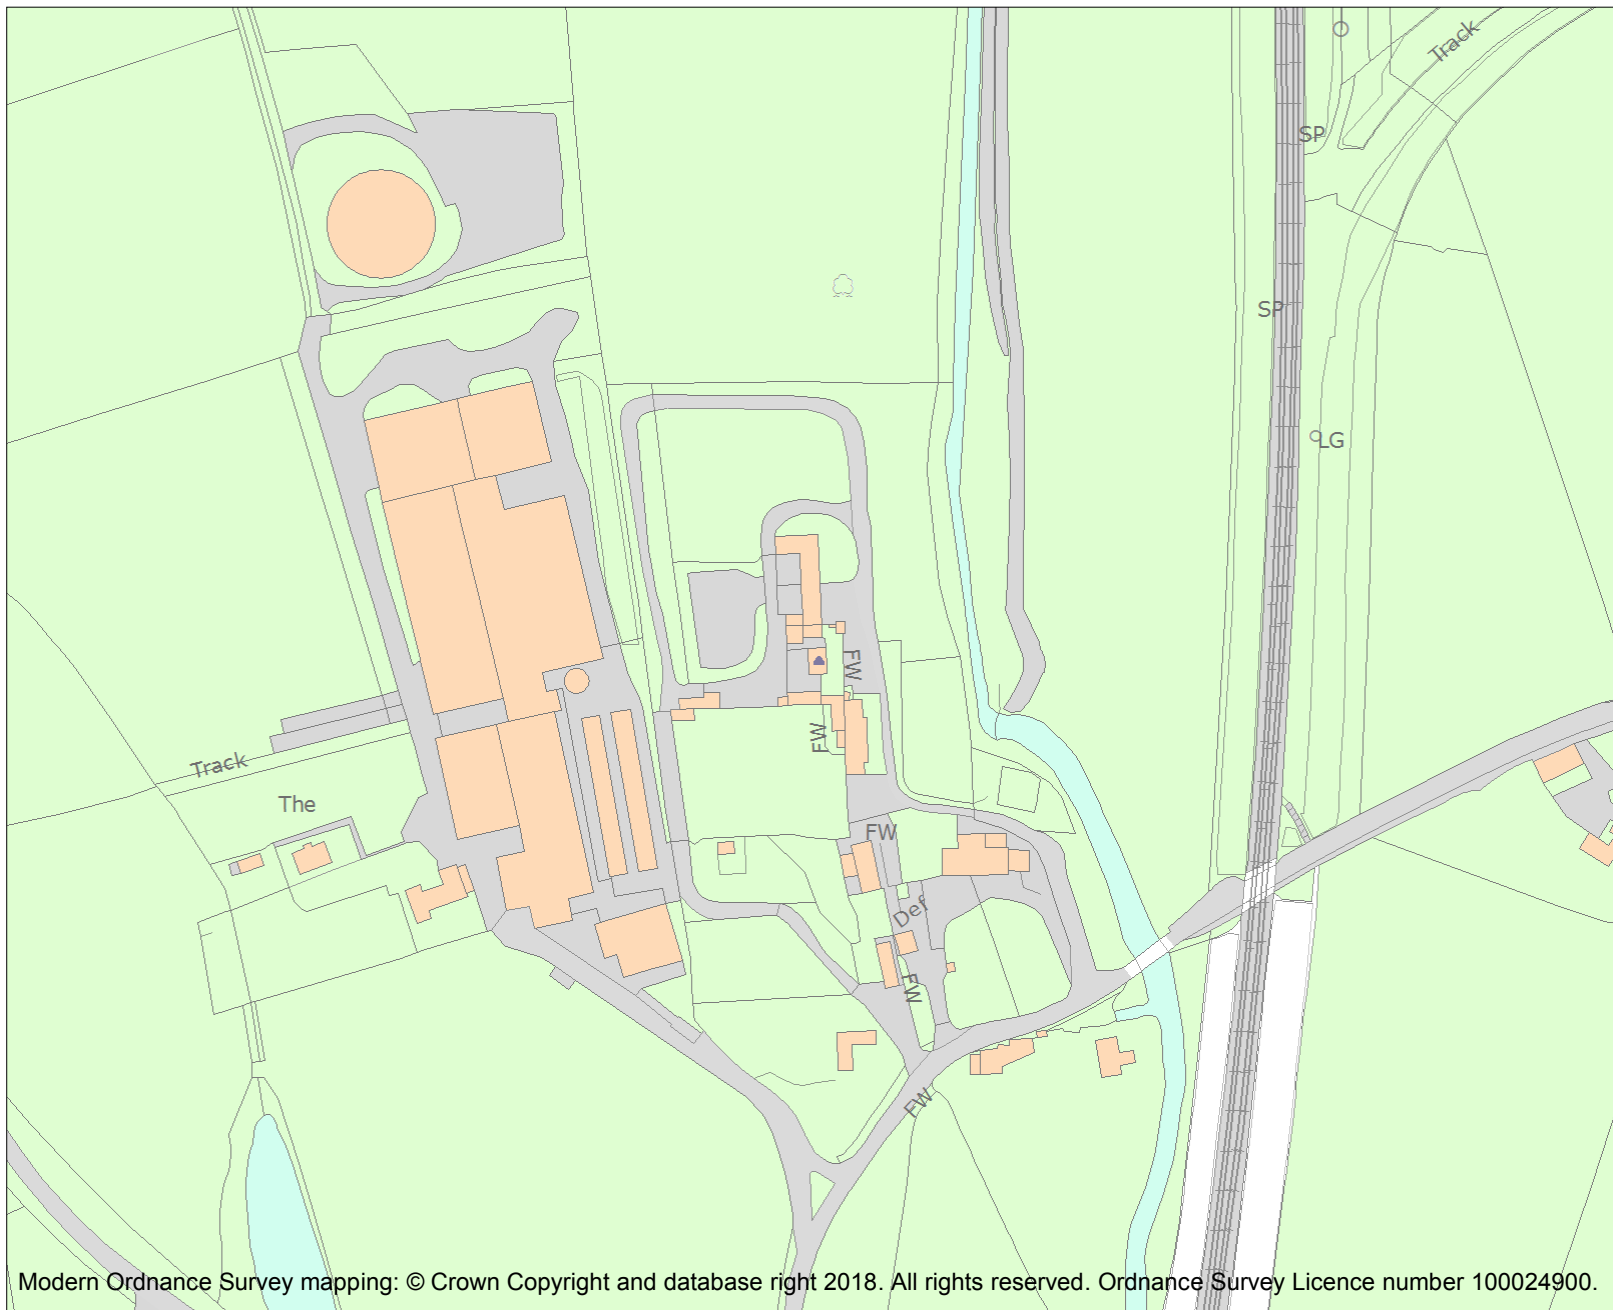 Track
SP
SP
LG
FW
FW
Track
The
FW
Def
FW
FW
Modern Ordnance Survey mapping: © Crown Copyright and database right 2018. All rights reserved. Ordnance Survey Licence number 100024900.